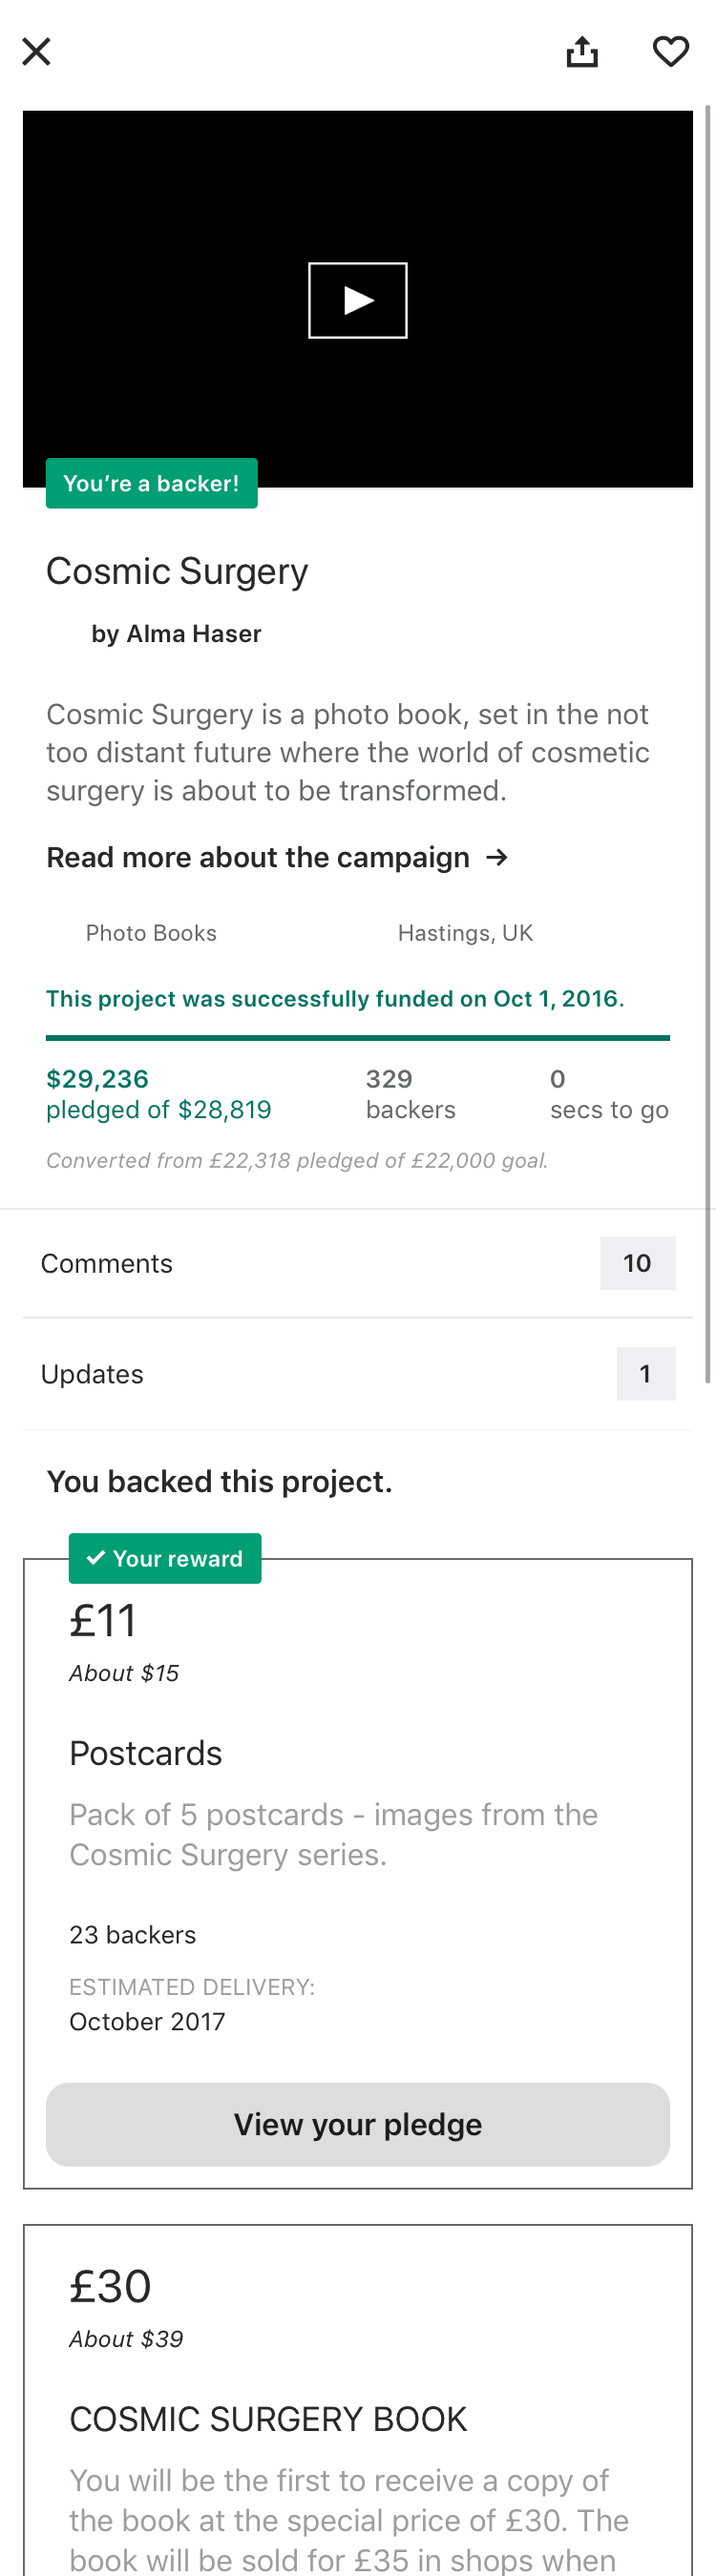 You’re a backer!
Cosmic Surgery
by Alma Haser
Cosmic Surgery is a photo book, set in the not
too distant future where the world of cosmetic
surgery is about to be transformed.
Read more about the campaign →
Photo Books
Hastings, UK
This project was successfully funded on Oct 1, 2016.
$29,236
pledged of $28,819
329
backers
0
secs to go
Converted from £22,318 pledged of £22,000 goal.
Comments
10
Updates
1
You backed this project.
✓ Your reward
£11
About $15
Postcards
Pack of 5 postcards - images from the
Cosmic Surgery series.
23 backers
ESTIMATED DELIVERY:
October 2017
View your pledge
£30
About $39
COSMIC SURGERY BOOK
You will be the first to receive a copy of
the book at the special price of £30. The
book will be sold for £35 in shops when